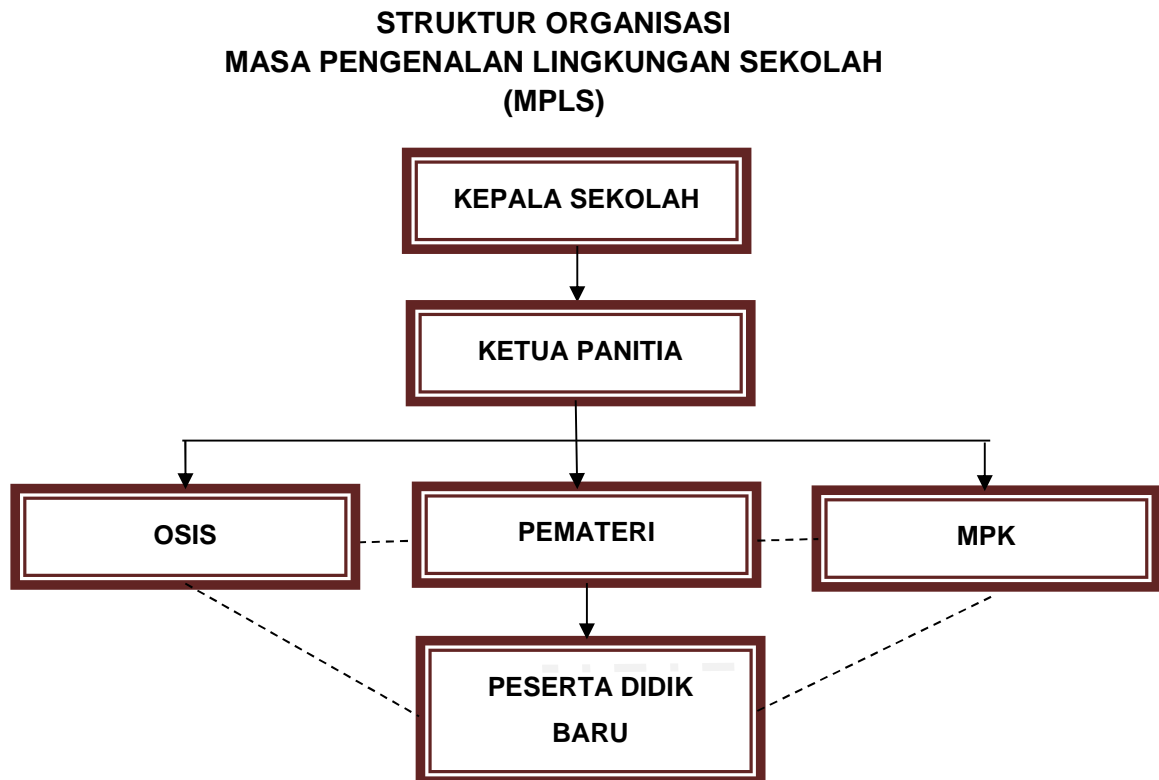 STRUKTUR ORGANISASI
MASA PENGENALAN LINGKUNGAN SEKOLAH
(MPLS)
KEPALA SEKOLAH
KETUA PANITIA
OSIS
PEMATERI
MPK
PESERTA DIDIK
BARU